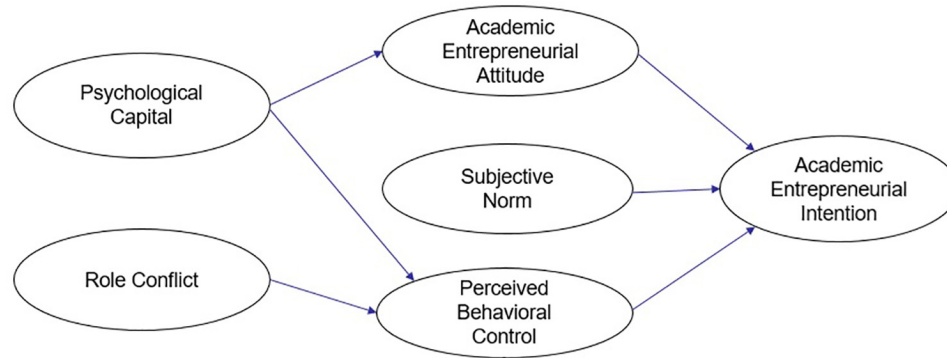 Academic
Entrepreneurial
Attitude
Psychological
Capital
Subjective
Norm
Academic
Entrepreneurial
Intention
Role Conflict
Perceived
Behavioral
Control